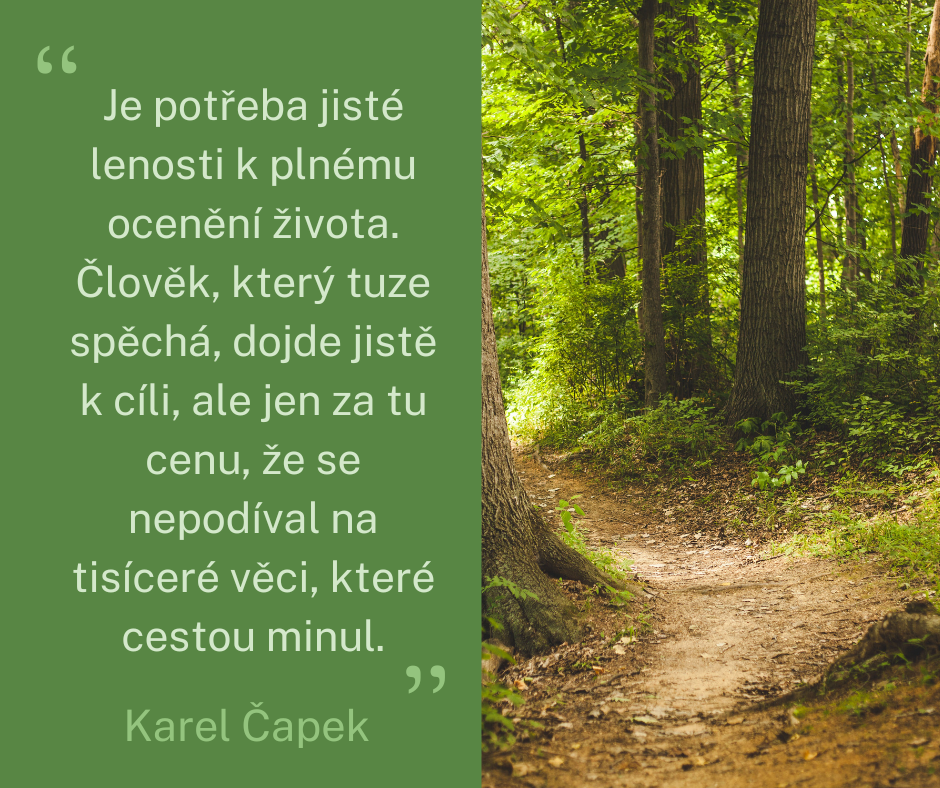 “
Je potřeba jisté
lenosti k plnému
ocenění života.
Člověk, který tuze
spěchá, dojde jistě
k cíli, ale jen za tu
cenu, že se
nepodíval na
tisíceré věci, které
cestou minul.
”
Karel Čapek